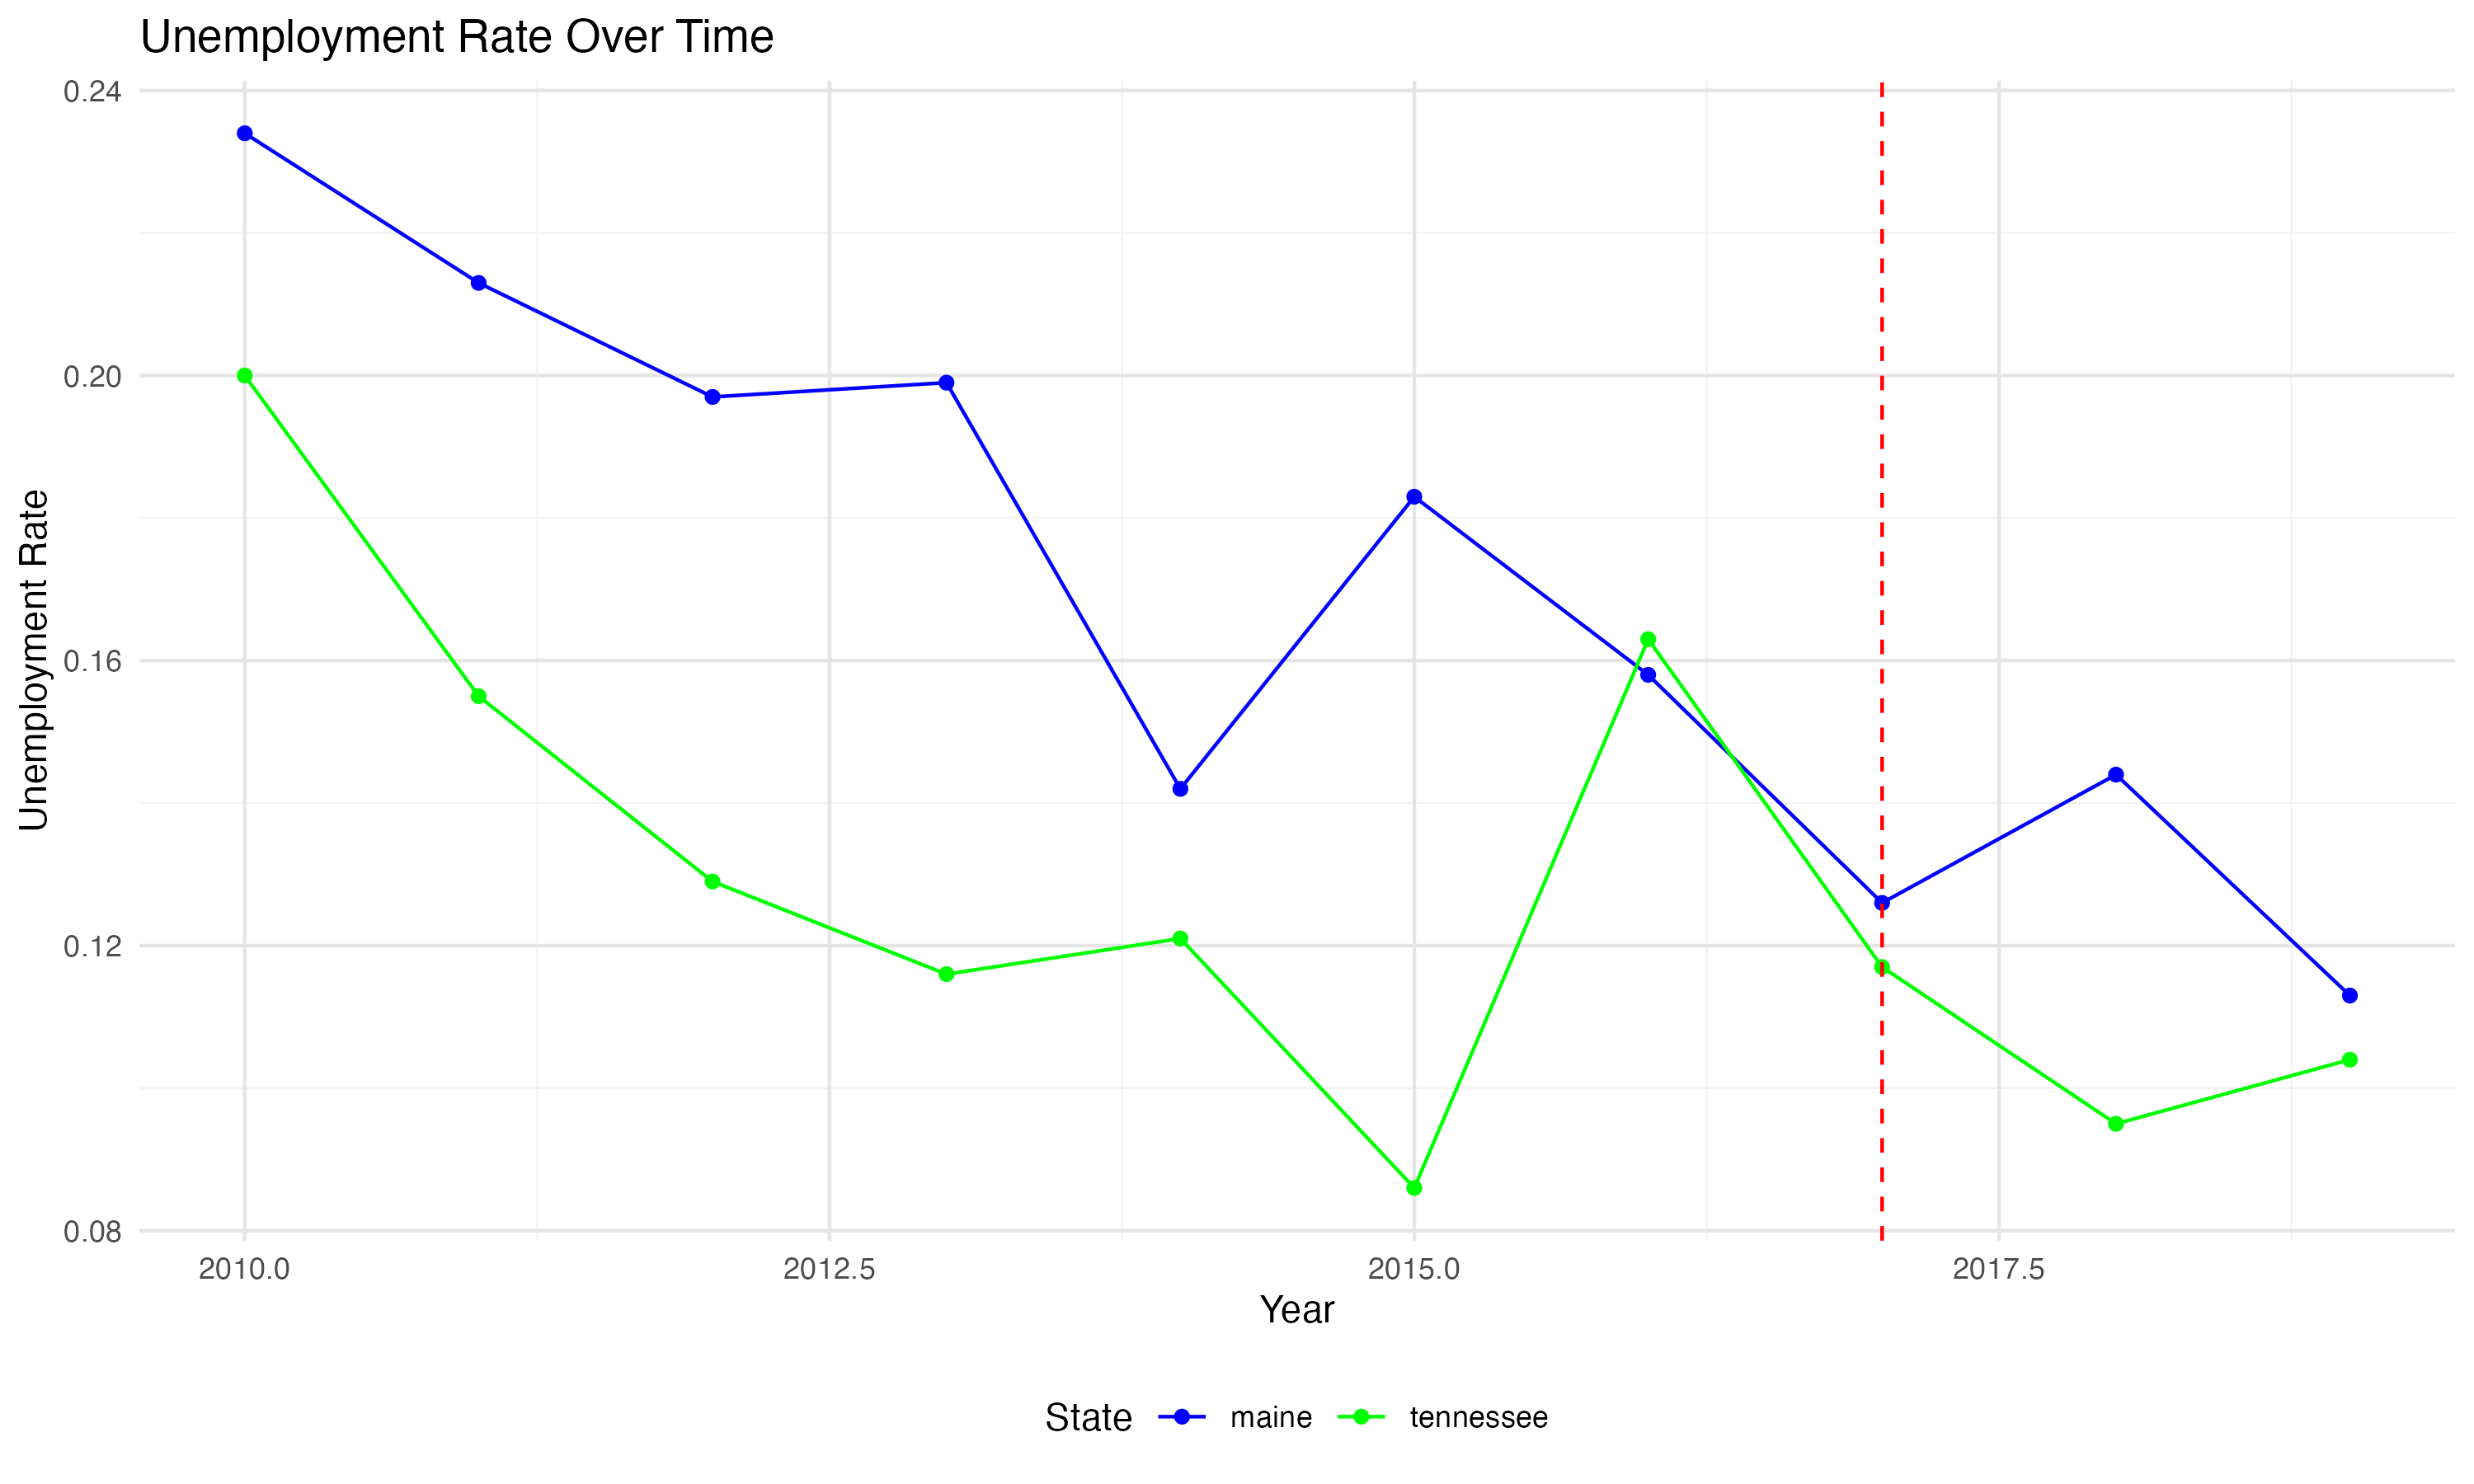 Unemployment Rate Over Time
0.24
0.20
0.16
0.12
0.08
Unemployment Rate
2010.0 2012.5 2015.0 2017.5
Year
State maine tennessee